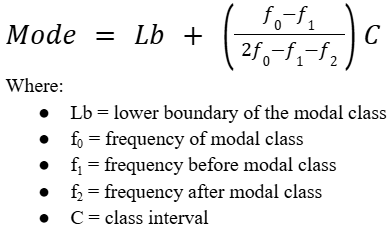 Mode = Lb + (f₀−f₁ / 2f₀−f₁−f₂) C
Where:
● Lb = lower boundary of the modal class
● f₀ = frequency of modal class
● f₁ = frequency before modal class
● f₂ = frequency after modal class
● C = class interval